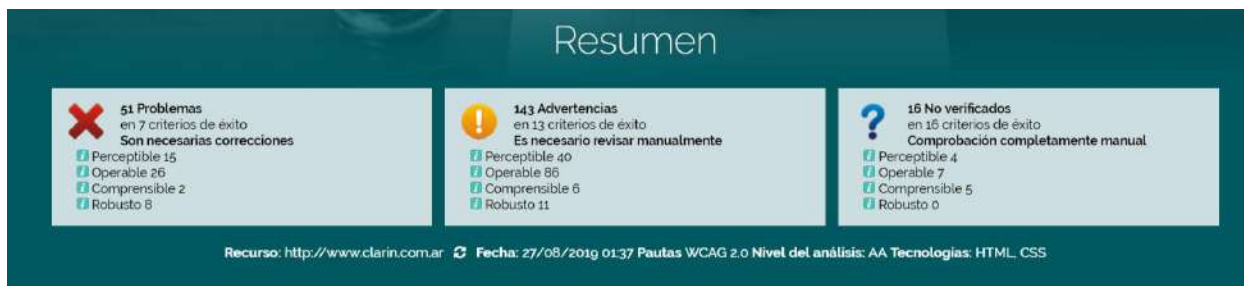 Resumen
51 Problemas
en 7 criterios de éxito
Son necesarias correcciones
Perceptible 15
Operable 26
Comprensible 2
Robusto 8
143 Advertencias
en 13 criterios de éxito
Es necesario revisar manualmente
Perceptible 40
Operable 86
Comprensible 6
Robusto 11
16 No verificados
en 16 criterios de éxito
Comprobación completamente manual
Perceptible 4
Operable 7
Comprensible 5
Robusto 0
Recurso: http://www.clarin.com.ar Fecha: 27/08/2019 01:37 Pautas WCAG 2.0 Nivel del análisis: AA Tecnologías: HTML, CSS